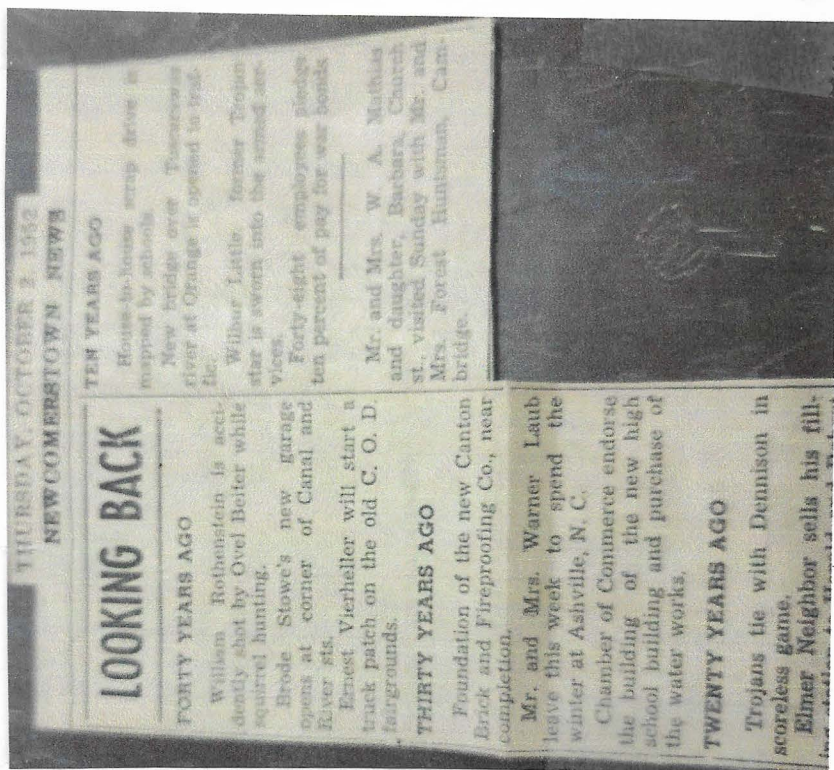 THURSDAY, OCTOBER 2, 1952
NEWCOMERSTOWN NEWS
LOOKING BACK
FORTY YEARS AGO
William Rothenstein is acci-
dently shot by Ovel Beiter while
squirrel hunting.
Brode Stowe's new garage
opens at corner of Canal and
River sts.
Ernest Vierheller will start a
truck patch on the old C. O. D.
fairgrounds.
THIRTY YEARS AGO
Foundation of the new Canton
Brick and Fireproofing Co., near
completion.
Mr. and Mrs. Warner Laub
leave this week to spend the
winter at Ashville, N. C.
Chamber of Commerce endorse
the building of the new high
school building and purchase of
the water works.
TWENTY YEARS AGO
Trojans tie with Dennison in
scoreless game.
Elmer Neighbor sells his fill-
TEN YEARS AGO
House-to-house scrap drive is
mapped by schools.
New bridge over Tuscarawas
river at Orange is opened to traf-
fic.
Wilbur Little, former Trojan
star is sworn into the armed ser-
vices.
Forty-eight employees pledge
ten percent of pay for war bonds
Mr. and Mrs. W. A. Mathias
and daughter, Barbara, Church
st., visited Sunday with Mr. and
Mrs. Forest Huntsman, Cam-
bridge.